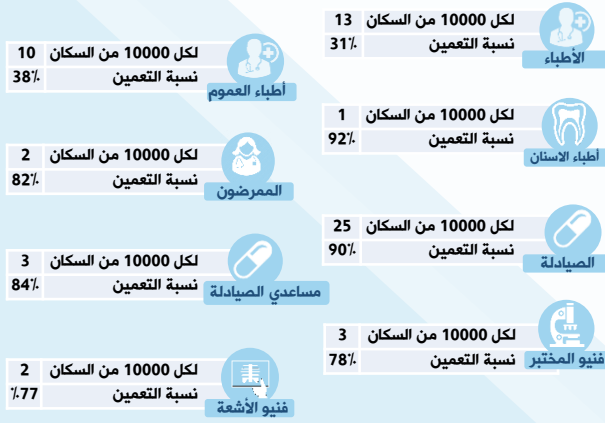 لكل 10000 من السكان 13
نسبة التعمين 31٪
الأطباء
لكل 10000 من السكان 1
نسبة التعمين 92٪
أطباء الاسنان
لكل 10000 من السكان 25
نسبة التعمين 90٪
الصيادلة
لكل 10000 من السكان 3
نسبة التعمين 78٪
فنيو المختبر
لكل 10000 من السكان 10
نسبة التعمين 38٪
أطباء العموم
لكل 10000 من السكان 2
نسبة التعمين 82٪
الممرضون
لكل 10000 من السكان 3
نسبة التعمين 84٪
مساعدي الصيادلة
لكل 10000 من السكان 2
نسبة التعمين 77٪
فنيو الأشعة